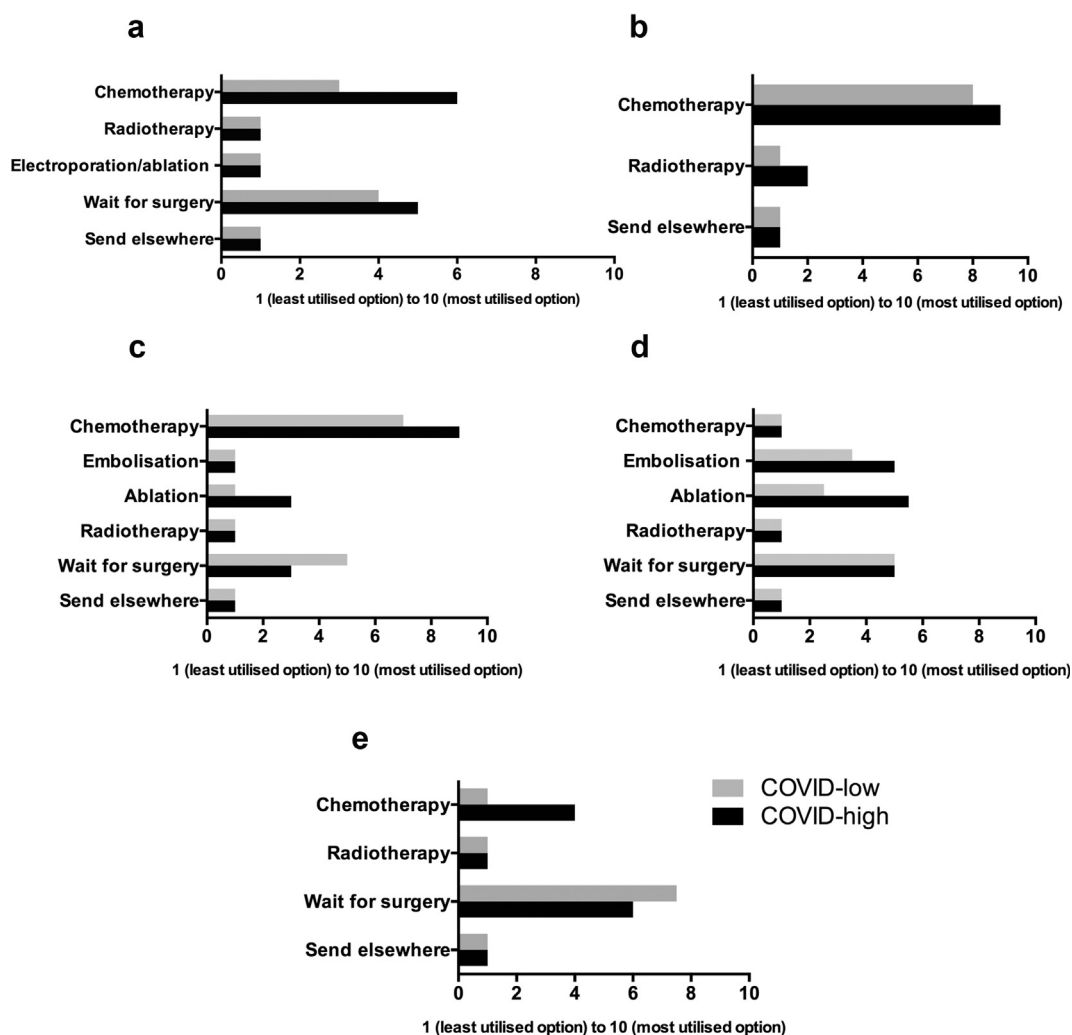 a
Chemotherapy
Radiotherapy
Electroporation/ablation
Wait for surgery
Send elsewhere
0 2 4 6 8 10
1 (least utilised option) to 10 (most utilised option)
b
Chemotherapy
Radiotherapy
Send elsewhere
0 2 4 6 8 10
1 (least utilised option) to 10 (most utilised option)
c
Chemotherapy
Embolisation
Ablation
Radiotherapy
Wait for surgery
Send elsewhere
0 2 4 6 8 10
1 (least utilised option) to 10 (most utilised option)
d
Chemotherapy
Embolisation
Ablation
Radiotherapy
Wait for surgery
Send elsewhere
0 2 4 6 8 10
1 (least utilised option) to 10 (most utilised option)
e
Chemotherapy
Radiotherapy
Wait for surgery
Send elsewhere
0 2 4 6 8 10
1 (least utilised option) to 10 (most utilised option)
COVID-low
COVID-high